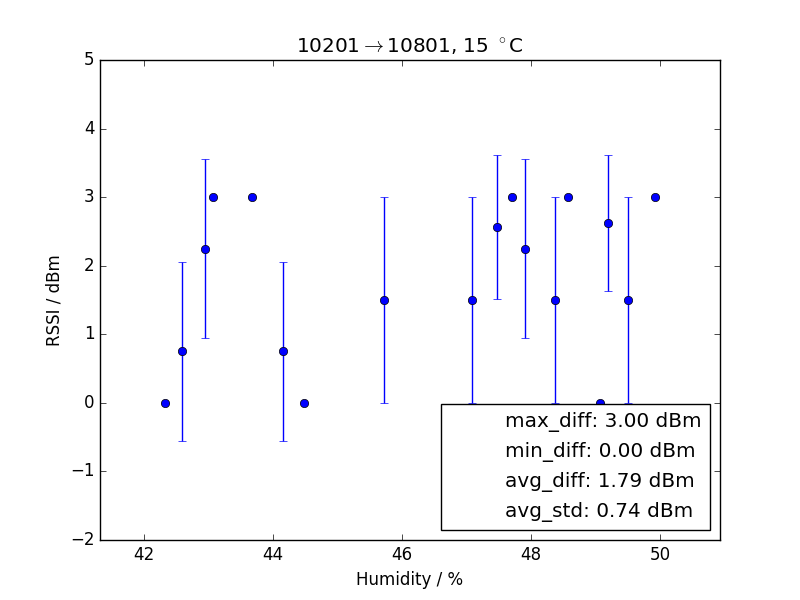 10201→10801, 15 °C
RSSI / dBm
5
4
3
2
1
0
−1
−2
42
44
46
48
50
Humidity / %
max_diff: 3.00 dBm
min_diff: 0.00 dBm
avg_diff: 1.79 dBm
avg_std: 0.74 dBm